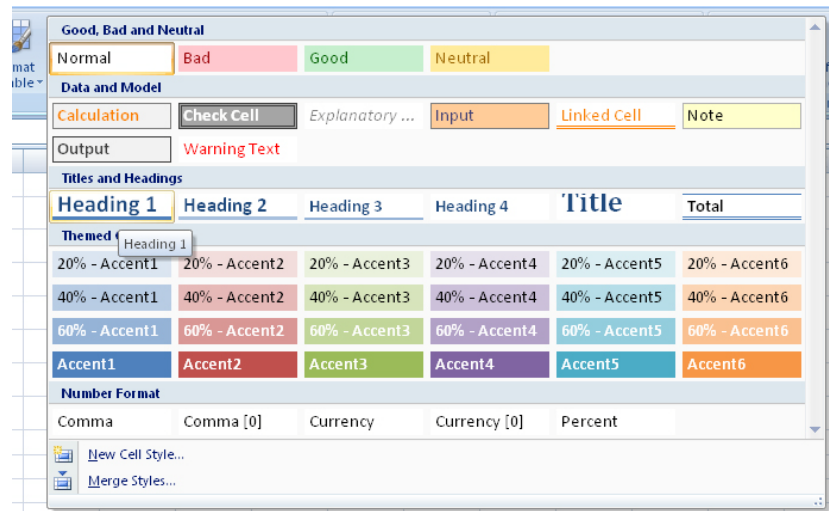 Good, Bad and Neutral
Normal Bad Good Neutral
Data and Model
Calculation Check Cell Explanatory ... Input Linked Cell Note
Output Warning Text
Titles and Headings
Heading 1 Heading 2 Heading 3 Heading 4 Title Total
Themed
Heading 1
20% - Accent1 20% - Accent2 20% - Accent3 20% - Accent4 20% - Accent5 20% - Accent6
40% - Accent1 40% - Accent2 40% - Accent3 40% - Accent4 40% - Accent5 40% - Accent6
60% - Accent1 60% - Accent2 60% - Accent3 60% - Accent4 60% - Accent5 60% - Accent6
Accent1 Accent2 Accent3 Accent4 Accent5 Accent6
Number Format
Comma Comma [0] Currency Currency [0] Percent
New Cell Style...
Merge Styles...